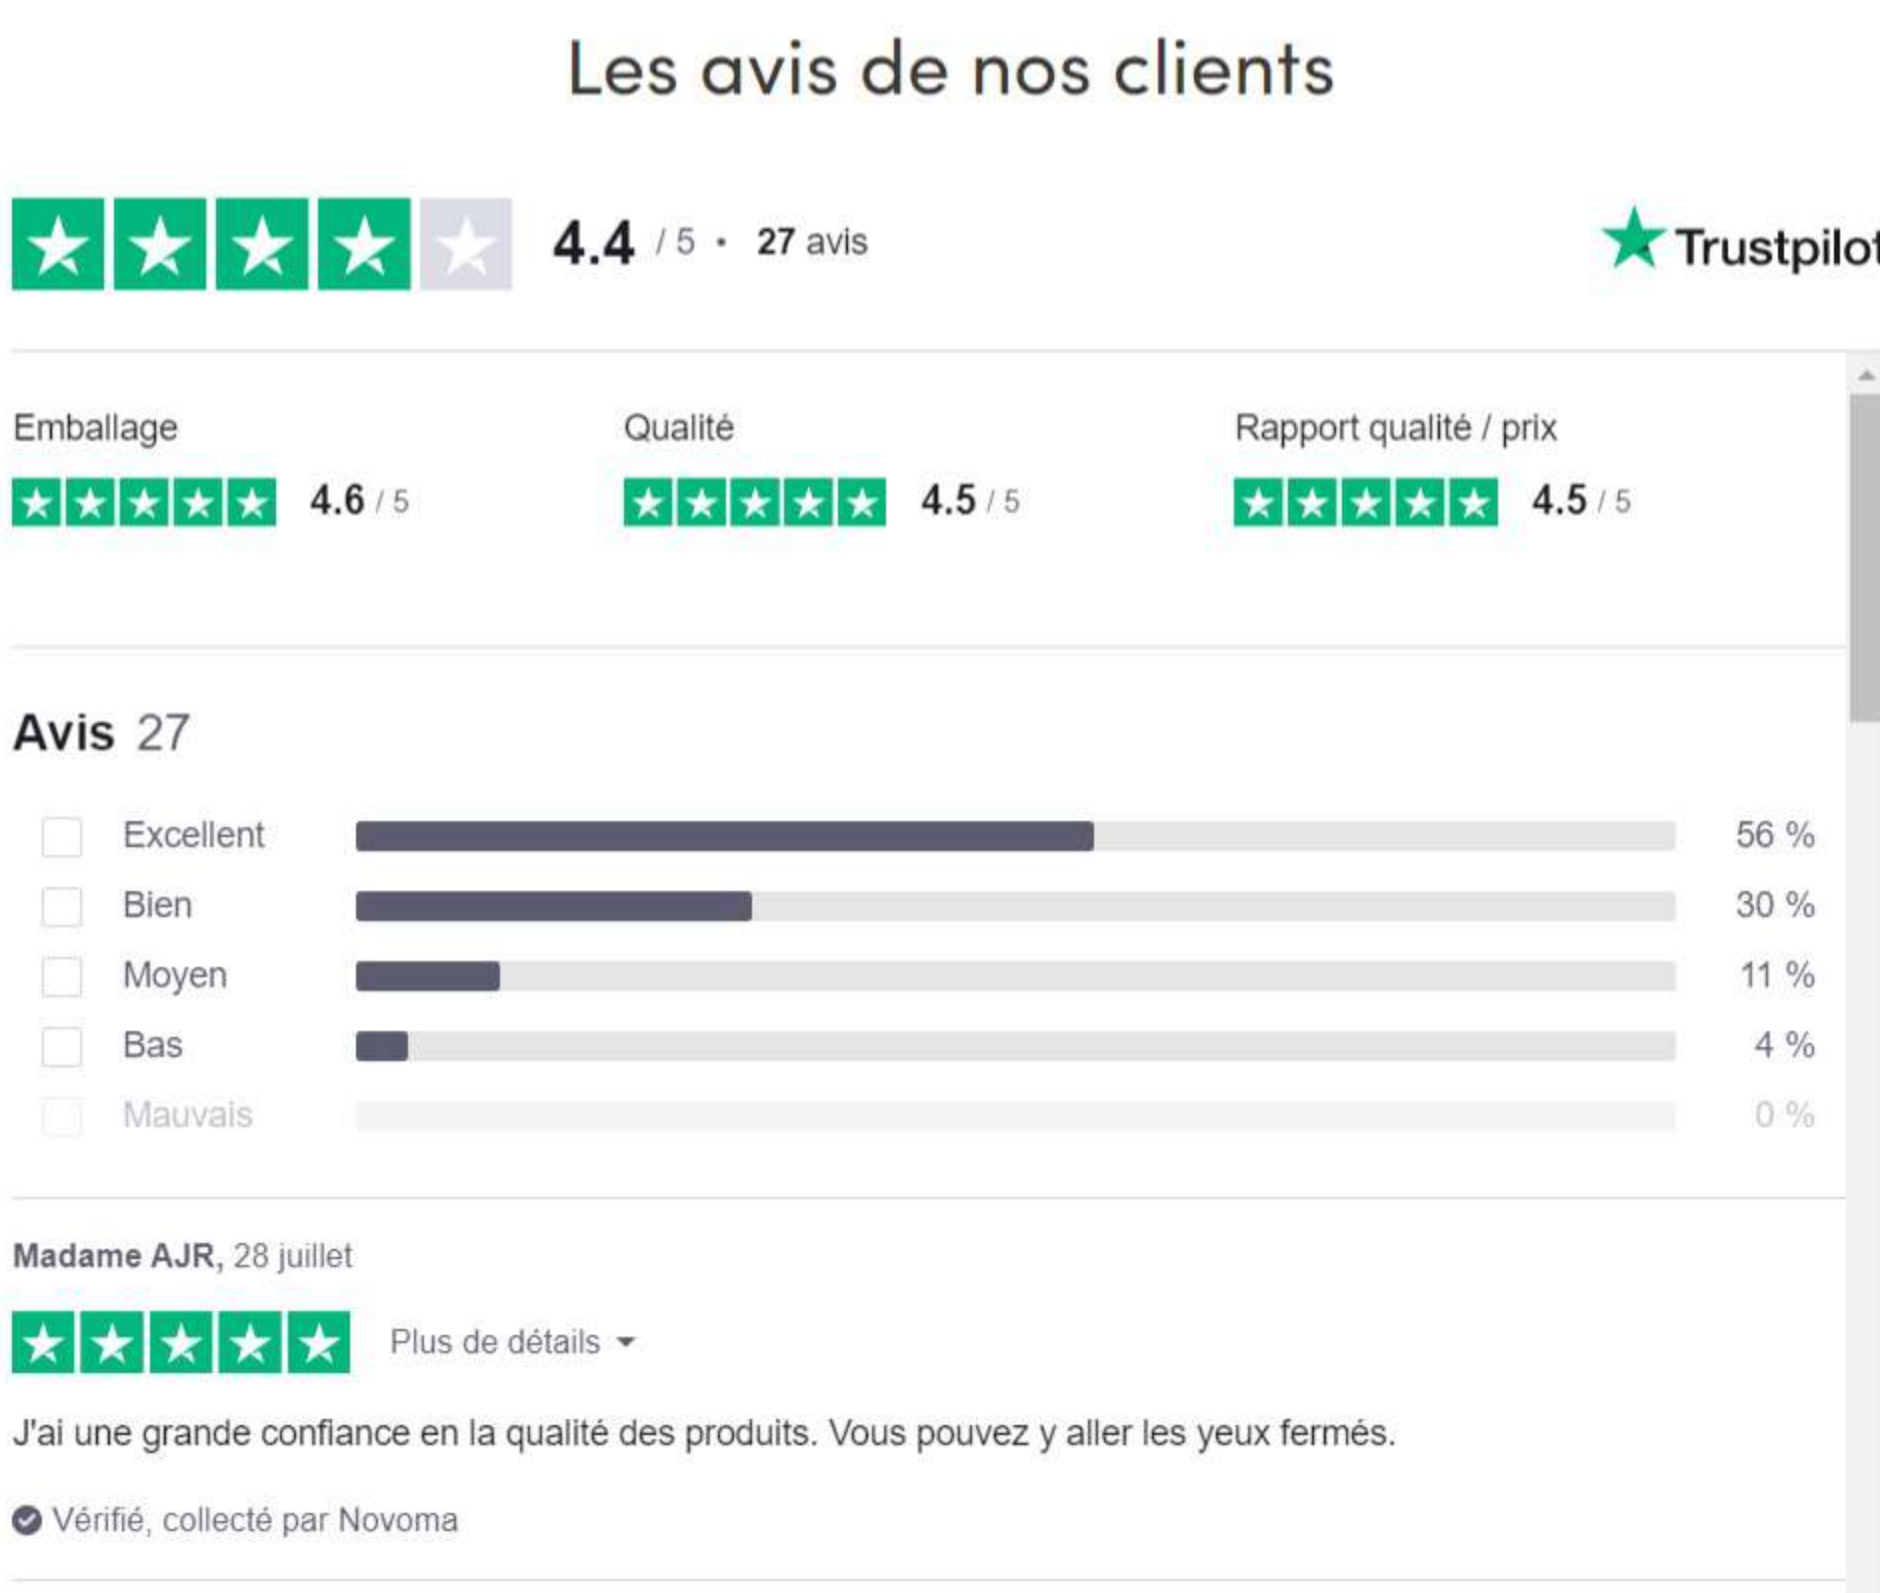 Les avis de nos clients
4.4 / 5 • 27 avis
Trustpilot
Emballage
4.6 / 5
Qualité
4.5 / 5
Rapport qualité / prix
4.5 / 5
Avis 27
Excellent 56 %
Bien 30 %
Moyen 11 %
Bas 4 %
Mauvais 0 %
Madame AJR, 28 juillet
Plus de détails
J'ai une grande confiance en la qualité des produits. Vous pouvez y aller les yeux fermés.
Vérifié, collecté par Novoma